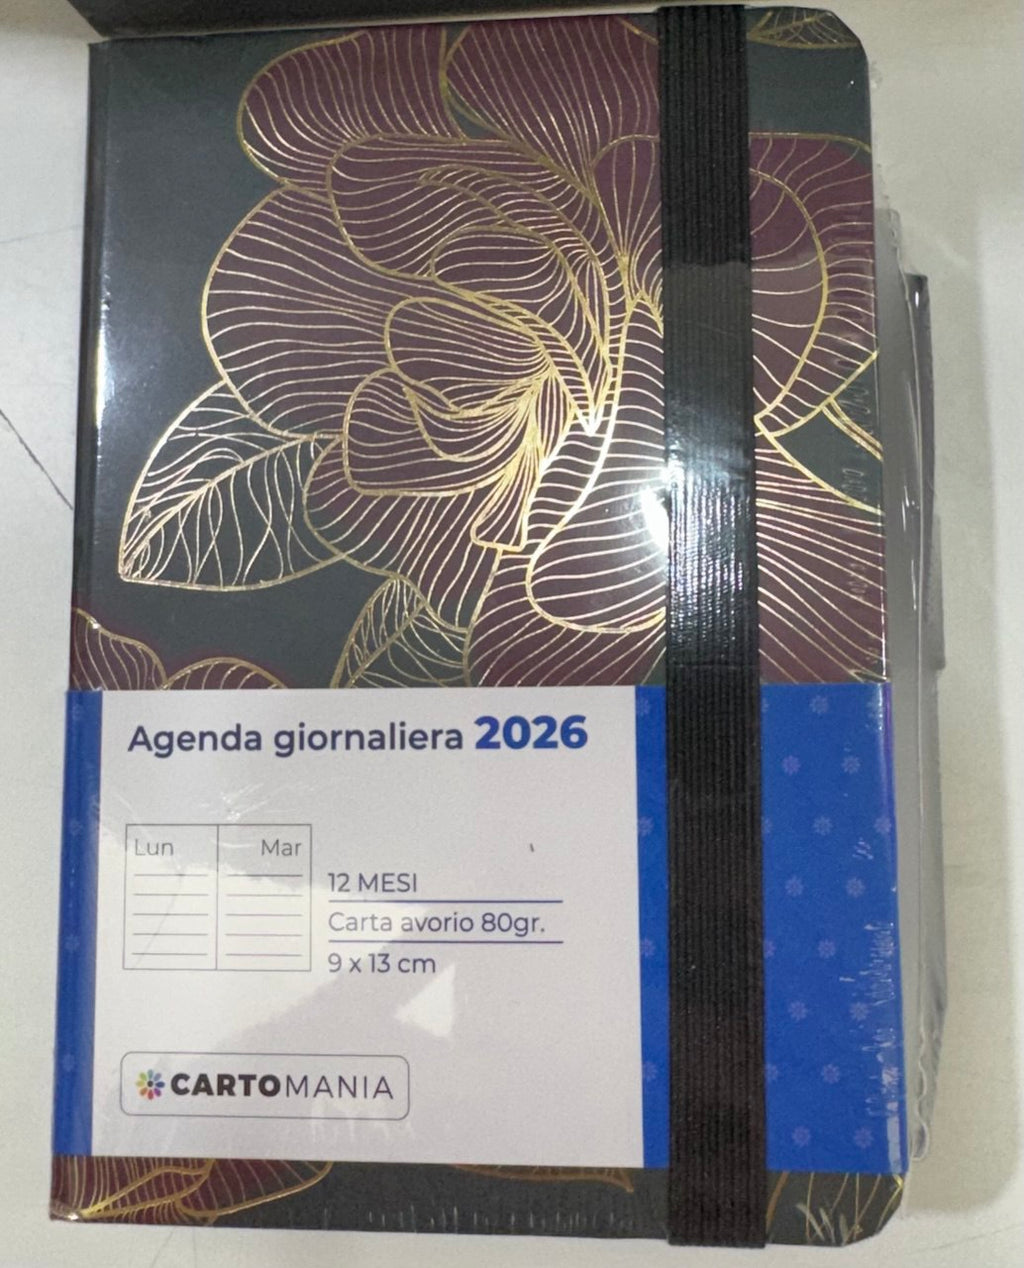 Agenda giornaliera 2026
Lun Mar
12 MESI
Carta avorio 80gr.
9 x 13 cm
CARTOMANIA